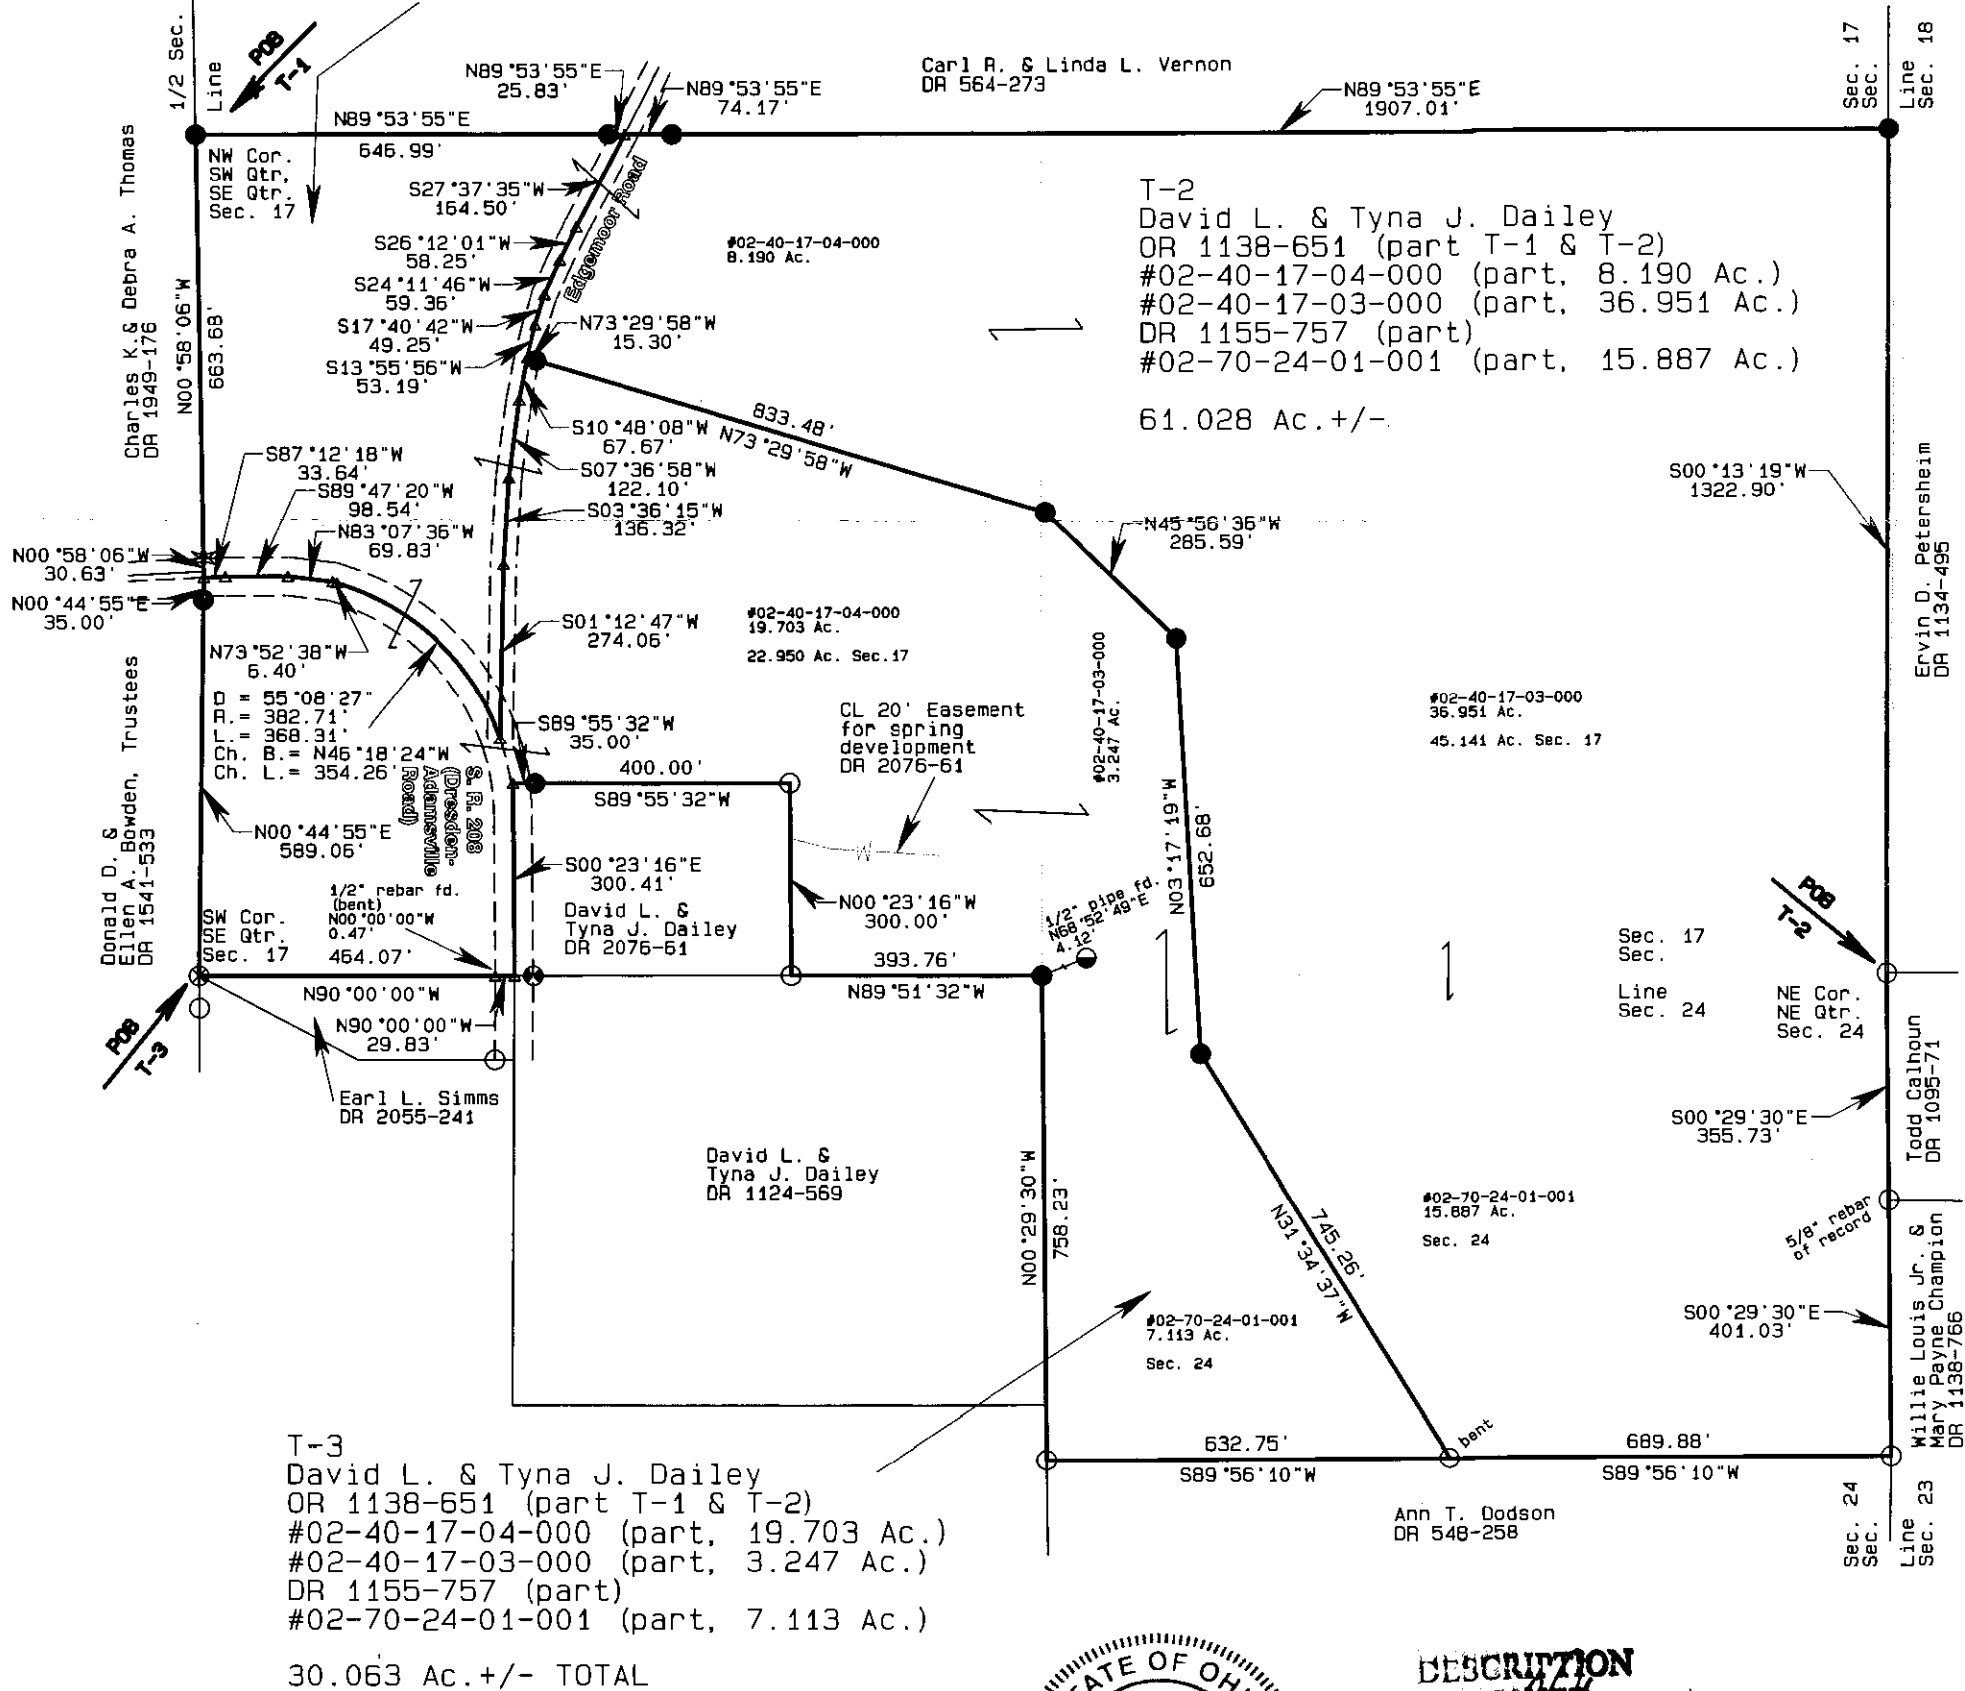 1/2 Sec.
Line
POB
T-1
N89°53'55"E
25.83'
N89°53'55"E
74.17'
Carl R. & Linda L. Vernon
DR 564-273
N89°53'55"E
1907.01'
Sec. 17
Sec.
Line
Sec. 18
N89°53'55"E
646.99'
NW Cor.
SW Qtr.
SE Qtr.
Sec. 17
Charles K.& Debra A. Thomas
DR 1949-176
N00°58'06"W
663.68'
S27°37'35"W
164.50'
S26°12'01"W
58.25'
S24°11'46"W
59.36'
S17°40'42"W
49.25'
S13°55'56"W
53.19'
Edgemoor Road
#02-40-17-04-000
8.190 Ac.
N73°29'58"W
15.30'
T-2
David L. & Tyna J. Dailey
OR 1138-651 (part T-1 & T-2)
#02-40-17-04-000 (part, 8.190 Ac.)
#02-40-17-03-000 (part, 36.951 Ac.)
DR 1155-757 (part)
#02-70-24-01-001 (part, 15.887 Ac.)
61.028 Ac.+/-
833.48'
N73°29'58"W
S10°48'08"W
67.67'
S07°36'58"W
122.10'
S03°36'15"W
136.32'
S87°12'18"W
33.64'
S89°47'20"W
98.54'
N83°07'36"W
69.83'
N00°58'06"W
30.63'
N00°44'55"E
35.00'
N45°56'36"W
285.59'
S00°13'19"W
1322.90'
Ervin D. Petersheim
DR 1134-495
S01°12'47"W
274.06'
#02-40-17-04-000
19.703 Ac.
22.950 Ac. Sec.17
#02-40-17-03-000
3.247 Ac.
#02-40-17-03-000
36.951 Ac.
45.141 Ac. Sec. 17
N73°52'38"W
6.40'
D = 55°08'27"
R.= 382.71'
L.= 368.31'
Ch. B.= N46°18'24"W
Ch. L.= 354.26'
S. R. 208
(Dresden-
Adamsville
Road)
S89°55'32"W
35.00'
400.00'
S89°55'32"W
CL 20' Easement
for spring
development
DR 2076-61
W
N03°17'19"W
652.68'
Donald D. &
Ellen A. Bowden, Trustees
DR 1541-533
N00°44'55"E
589.06'
1/2" rebar fd.
(bent)
N00°00'00"W
0.47'
SW Cor.
SE Qtr.
Sec. 17
464.07'
N90°00'00"W
N90°00'00"W
29.83'
S00°23'16"E
300.41'
David L. &
Tyna J. Dailey
DR 2076-61
N00°23'16"W
300.00'
393.76'
N89°51'32"W
1/2" pipe fd.
N68°52'49"E
4.12'
POB
T-3
Earl L. Simms
DR 2055-241
POB
T-2
Sec. 17
Sec.
Line
Sec. 24
NE Cor.
NE Qtr.
Sec. 24
Todd Calhoun
DR 1095-71
S00°29'30"E
355.73'
David L. &
Tyna J. Dailey
DR 1124-569
N00°29'30"W
758.23'
745.26'
N31°34'37"W
#02-70-24-01-001
15.887 Ac.
Sec. 24
5/8" rebar
of record
#02-70-24-01-001
7.113 Ac.
Sec. 24
S00°29'30"E
401.03'
Willie Louis Jr. &
Mary Payne Champion
DR 1138-766
632.75'
S89°56'10"W
bent
689.88'
S89°56'10"W
Ann T. Dodson
DR 548-258
Sec. 24
Sec.
Line
Sec. 23
T-3
David L. & Tyna J. Dailey
OR 1138-651 (part T-1 & T-2)
#02-40-17-04-000 (part, 19.703 Ac.)
#02-40-17-03-000 (part, 3.247 Ac.)
DR 1155-757 (part)
#02-70-24-01-001 (part, 7.113 Ac.)
30.063 Ac.+/- TOTAL
OF
DESCRIPTION